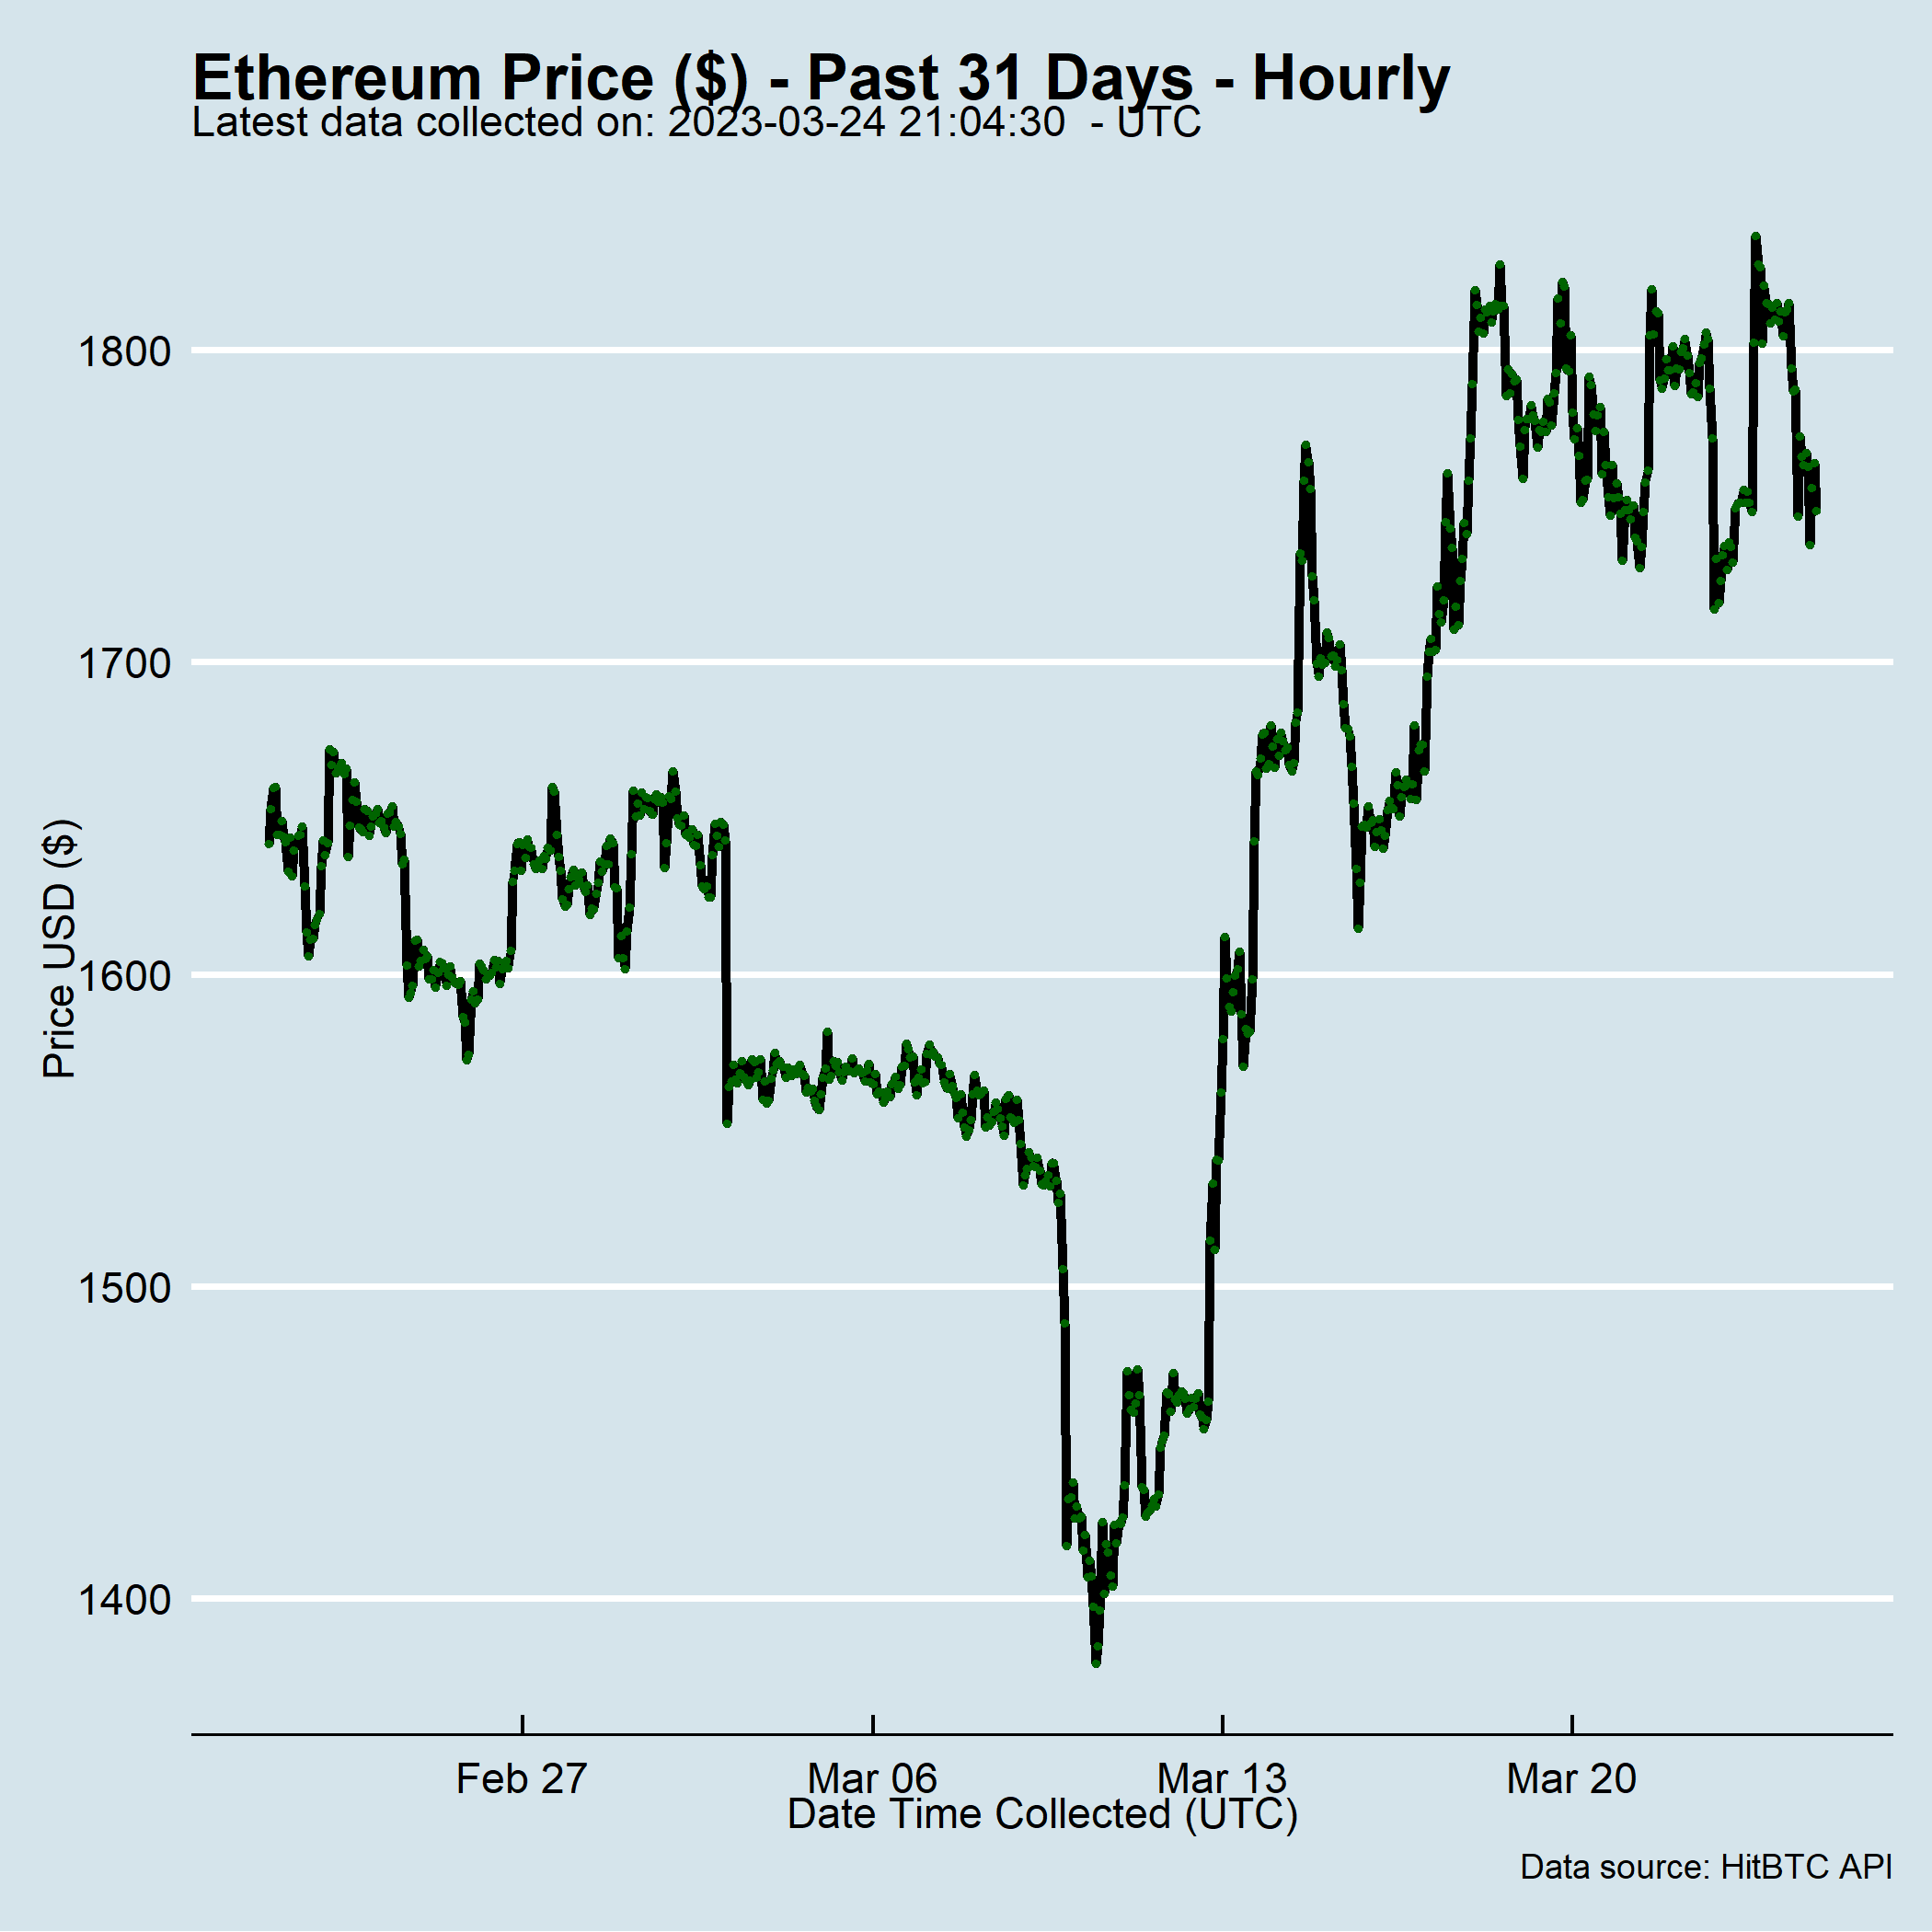 Ethereum Price ($) - Past 31 Days - Hourly
Latest data collected on: 2023-03-24 21:04:30  - UTC
Price USD ($)
1800
1700
1600
1500
1400
Feb 27
Mar 06
Mar 13
Mar 20
Date Time Collected (UTC)
Data source: HitBTC API